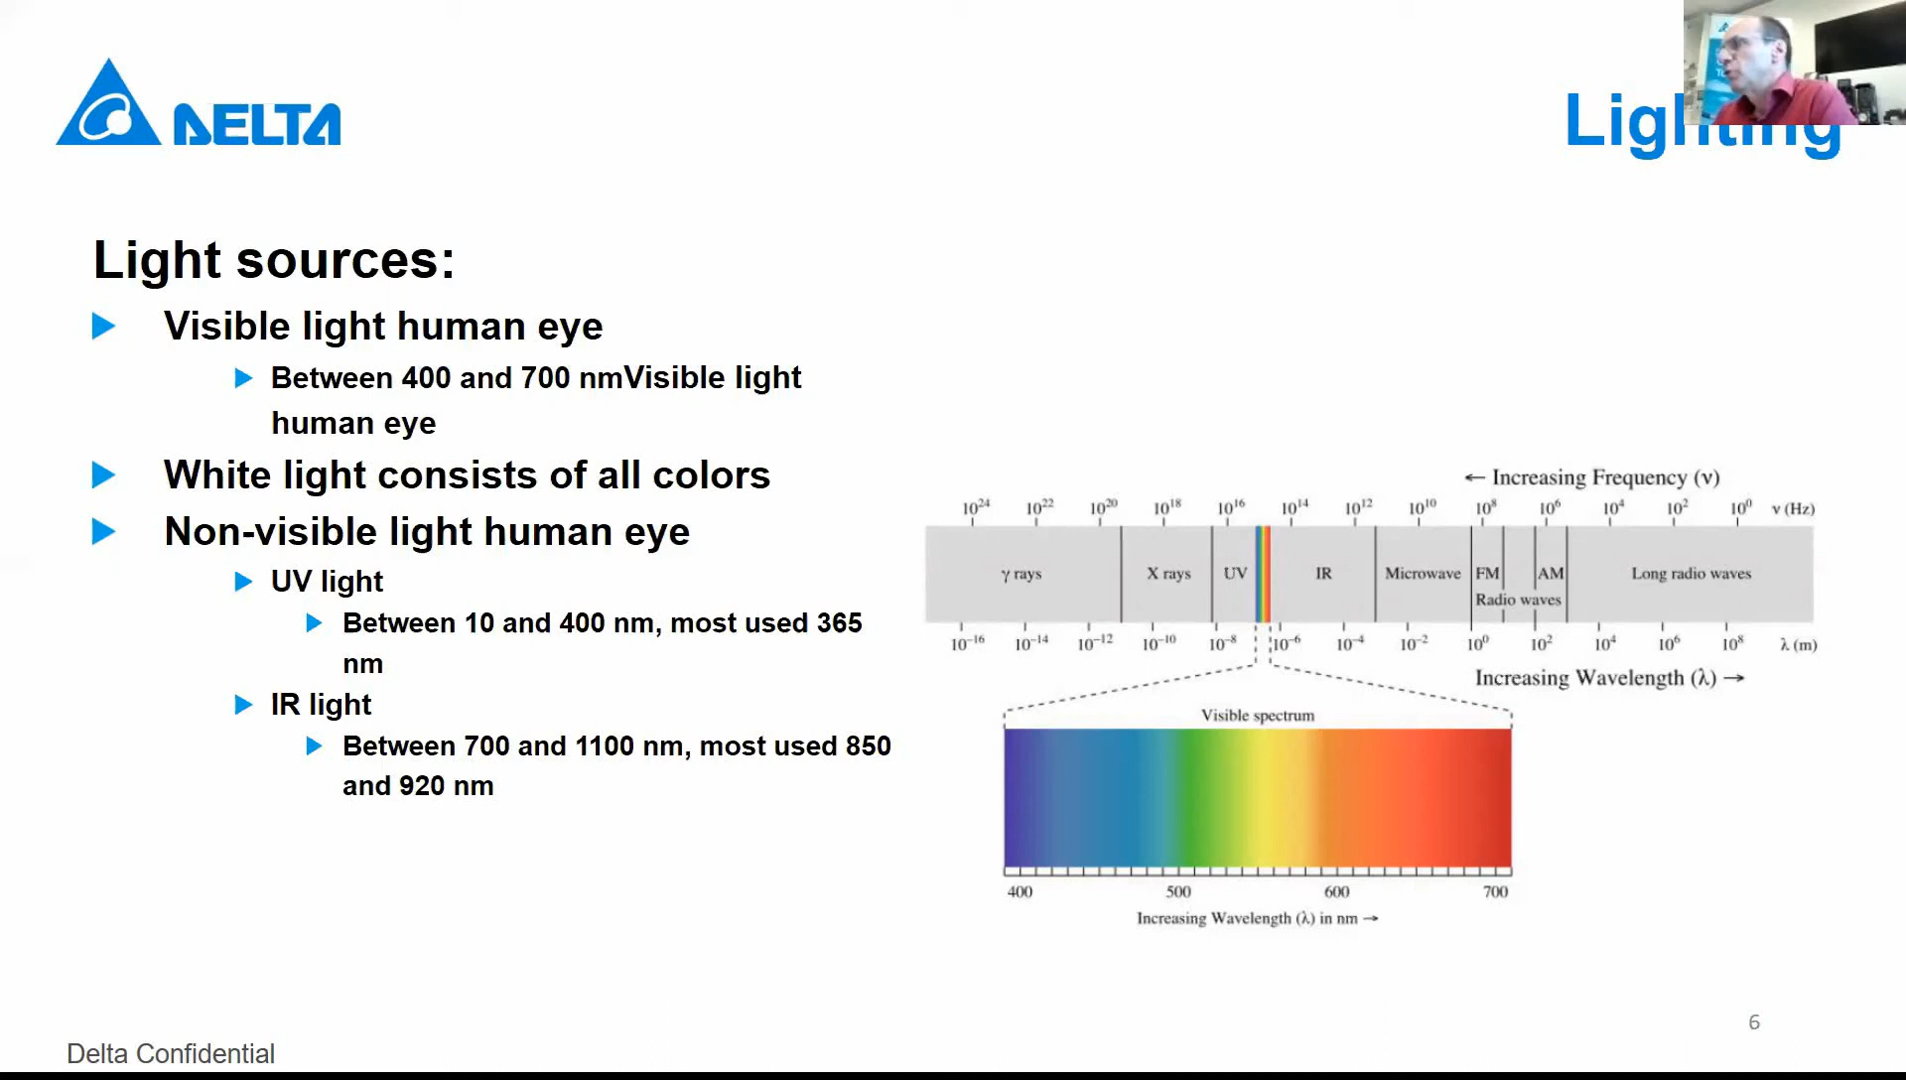 DELTA
Lighting
Light sources:
Visible light human eye
Between 400 and 700 nmVisible light
human eye
White light consists of all colors
Non-visible light human eye
UV light
Between 10 and 400 nm, most used 365
nm
IR light
Between 700 and 1100 nm, most used 850
and 920 nm
← Increasing Frequency (ν)
10²⁴ 10²² 10²⁰ 10¹⁸ 10¹⁶ 10¹⁴ 10¹² 10¹⁰ 10⁸ 10⁶ 10⁴ 10² 10⁰ ν (Hz)
γ rays X rays UV IR Microwave FM AM Long radio waves
Radio waves
10⁻¹⁶ 10⁻¹⁴ 10⁻¹² 10⁻¹⁰ 10⁻⁸ 10⁻⁶ 10⁻⁴ 10⁻² 10⁰ 10² 10⁴ 10⁶ 10⁸ λ (m)
Increasing Wavelength (λ) →
Visible spectrum
400 500 600 700
Increasing Wavelength (λ) in nm →
6
Delta Confidential